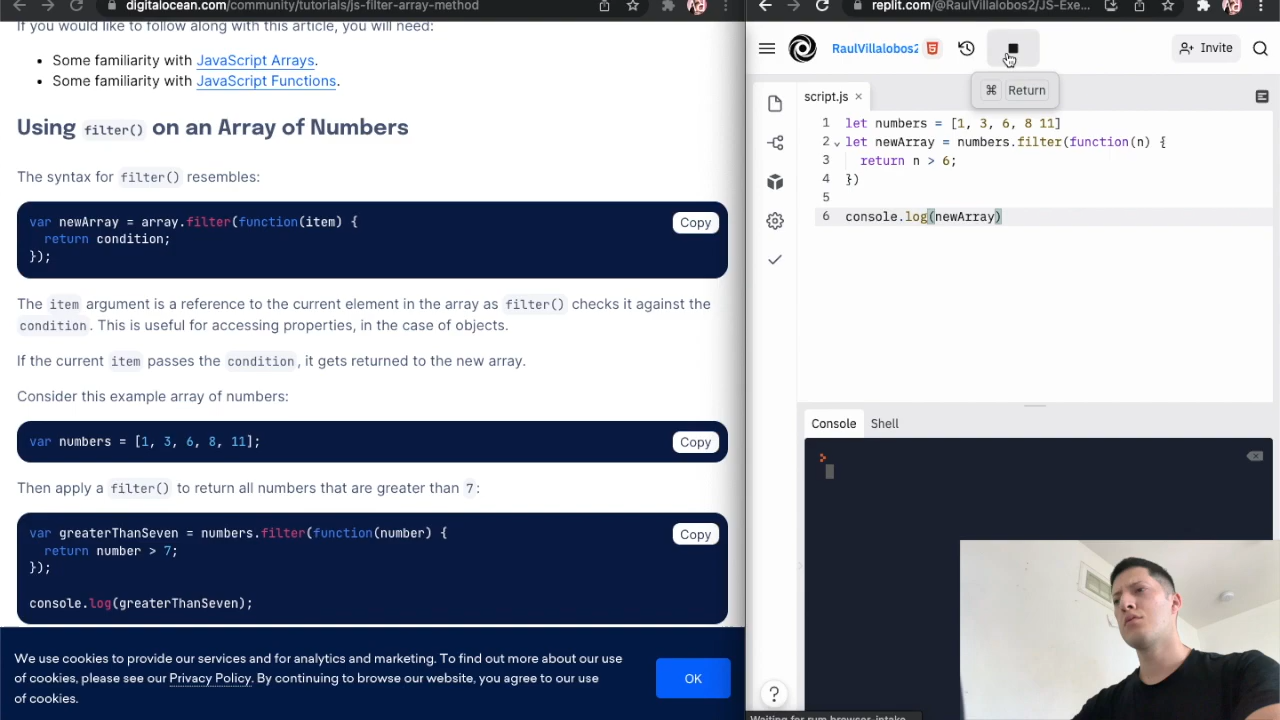 digitalocean.com/community/tutorials/js-filter-array-method
If you would like to follow along with this article, you will need:
Some familiarity with JavaScript Arrays.
Some familiarity with JavaScript Functions.
Using filter() on an Array of Numbers
The syntax for filter() resembles:
var newArray = array.filter(function(item) {
return condition;
});
Copy
The item argument is a reference to the current element in the array as filter() checks it against the
condition. This is useful for accessing properties, in the case of objects.
If the current item passes the condition, it gets returned to the new array.
Consider this example array of numbers:
var numbers = [1, 3, 6, 8, 11];
Copy
Then apply a filter() to return all numbers that are greater than 7:
var greaterThanSeven = numbers.filter(function(number) {
return number > 7;
});
console.log(greaterThanSeven);
Copy
We use cookies to provide our services and for analytics and marketing. To find out more about our use
of cookies, please see our Privacy Policy. By continuing to browse our website, you agree to our use
of cookies.
OK
replit.com/@RaulVillalobos2/JS-Exe...
RaulVillalobos2
Invite
⌘ Return
script.js ×
1 let numbers = [1, 3, 6, 8 11]
2 let newArray = numbers.filter(function(n) {
3 return n > 6;
4 })
5
6 console.log(newArray)
Console Shell
>
?